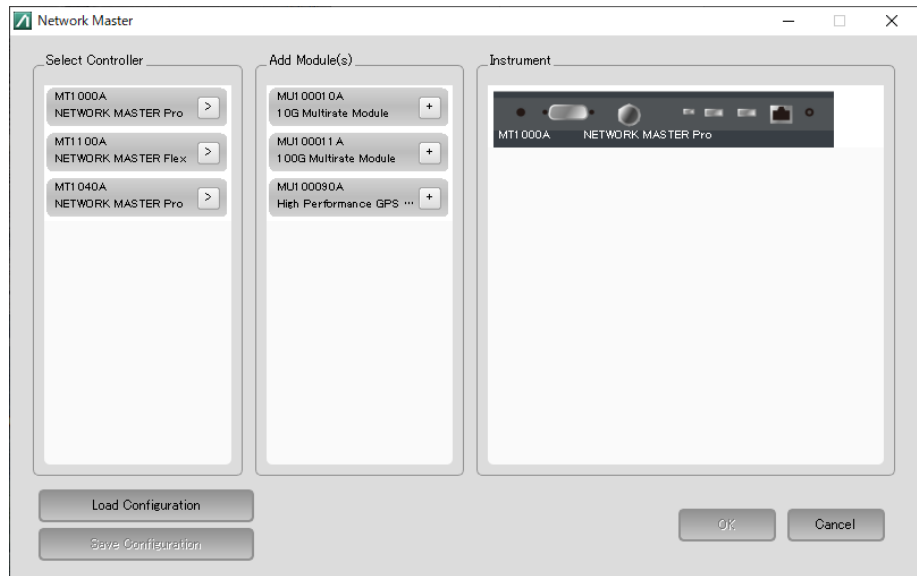 Network Master
Select Controller
MT1000A
NETWORK MASTER Pro
>
MT1100A
NETWORK MASTER Flex
>
MT1040A
NETWORK MASTER Pro
>
Add Module(s)
MU100010A
10G Multirate Module
+
MU100011A
100G Multirate Module
+
MU100090A
High Performance GPS ...
+
Instrument
MT1000A NETWORK MASTER Pro
Load Configuration
Save Configuration
OK
Cancel